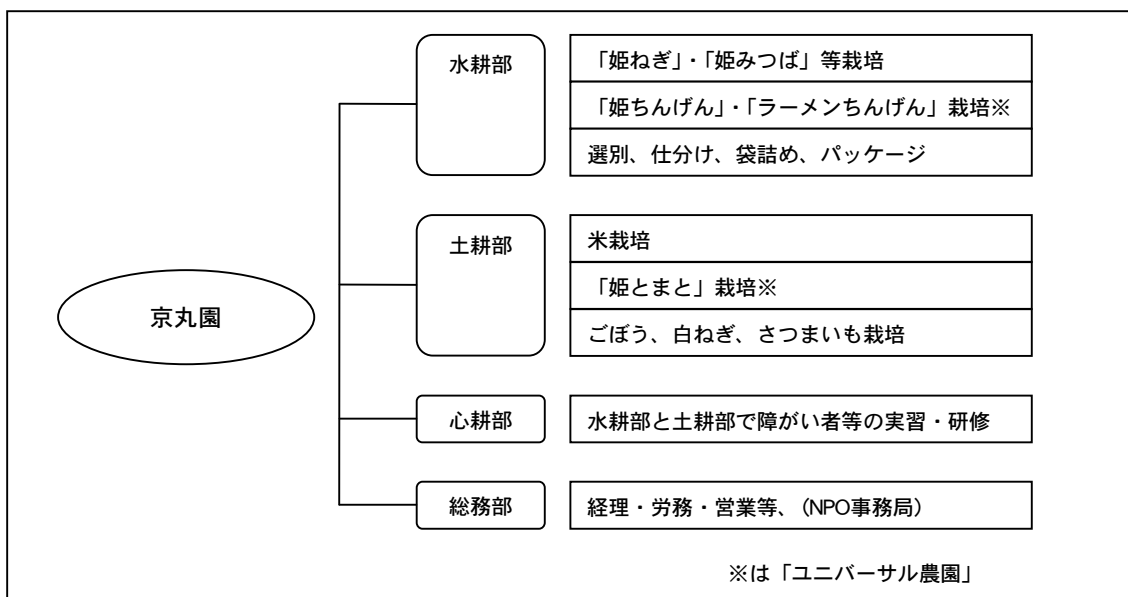 京丸園
水耕部
「姫ねぎ」・「姫みつば」等栽培
「姫ちんげん」・「ラーメンちんげん」栽培※
選別、仕分け、袋詰め、パッケージ
土耕部
米栽培
「姫とまと」栽培※
ごぼう、白ねぎ、さつまいも栽培
心耕部
水耕部と土耕部で障がい者等の実習・研修
総務部
経理・労務・営業等、（NPO事務局）
※は「ユニバーサル農園」